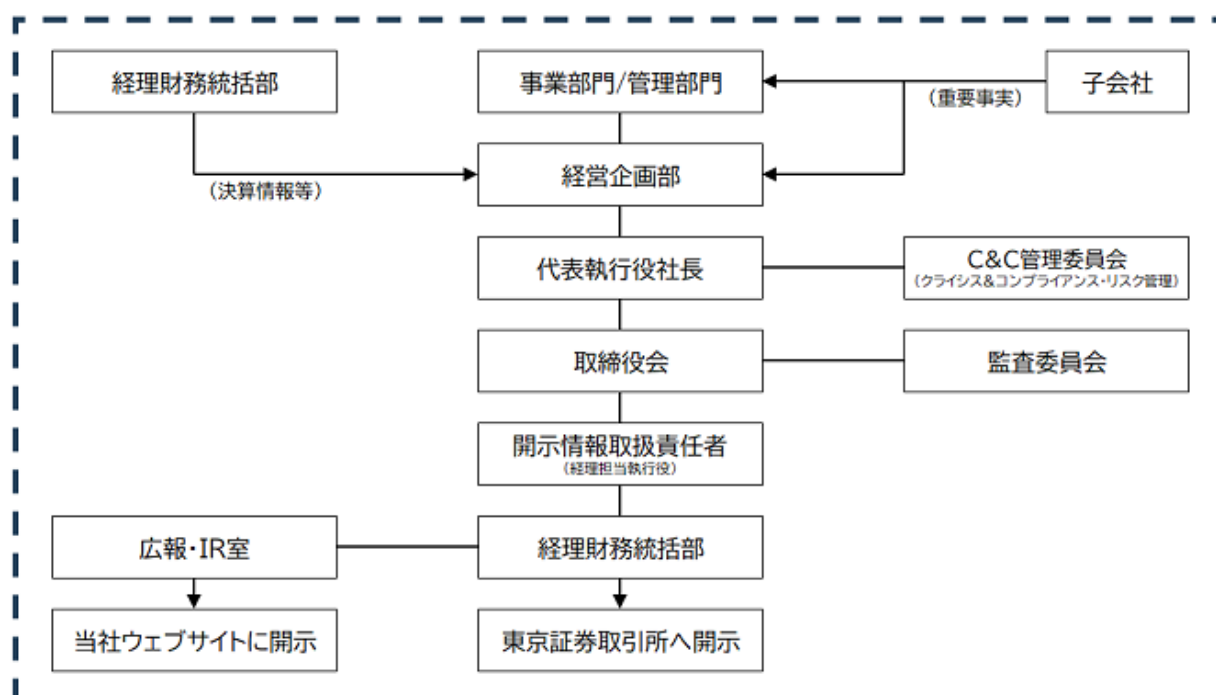 経理財務統括部
事業部門/管理部門
子会社
(重要事実)
経営企画部
(決算情報等)
代表執行役社長
C&C管理委員会
(クライシス&コンプライアンス・リスク管理)
取締役会
監査委員会
開示情報取扱責任者
(経理担当執行役)
広報・IR室
経理財務統括部
当社ウェブサイトに開示
東京証券取引所へ開示